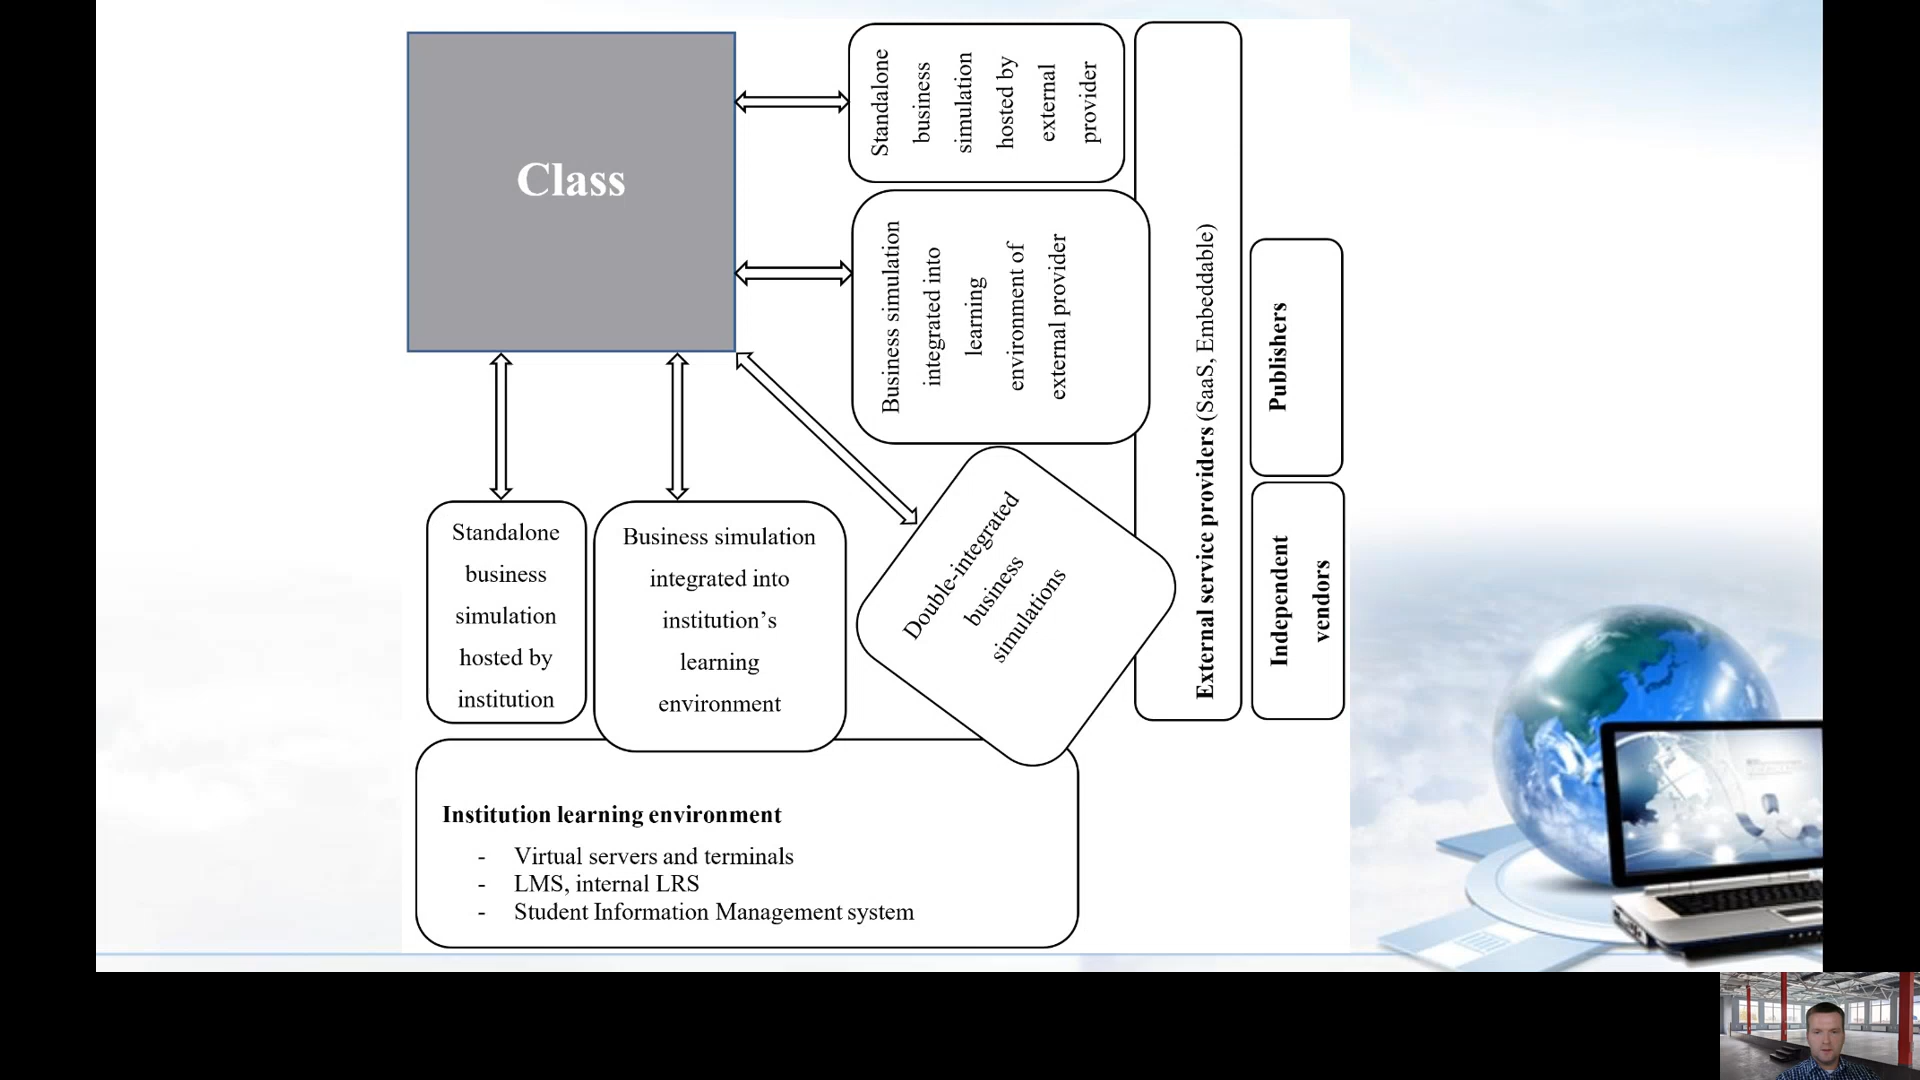 Class
Standalone
business
simulation
hosted by
external
provider
Business simulation
integrated into
learning
environment of
external provider
External service providers (SaaS, Embeddable)
Publishers
Independent
vendors
Double-integrated
business
simulations
Standalone
business
simulation
hosted by
institution
Business simulation
integrated into
institution’s
learning
environment
Institution learning environment
- Virtual servers and terminals
- LMS, internal LRS
- Student Information Management system